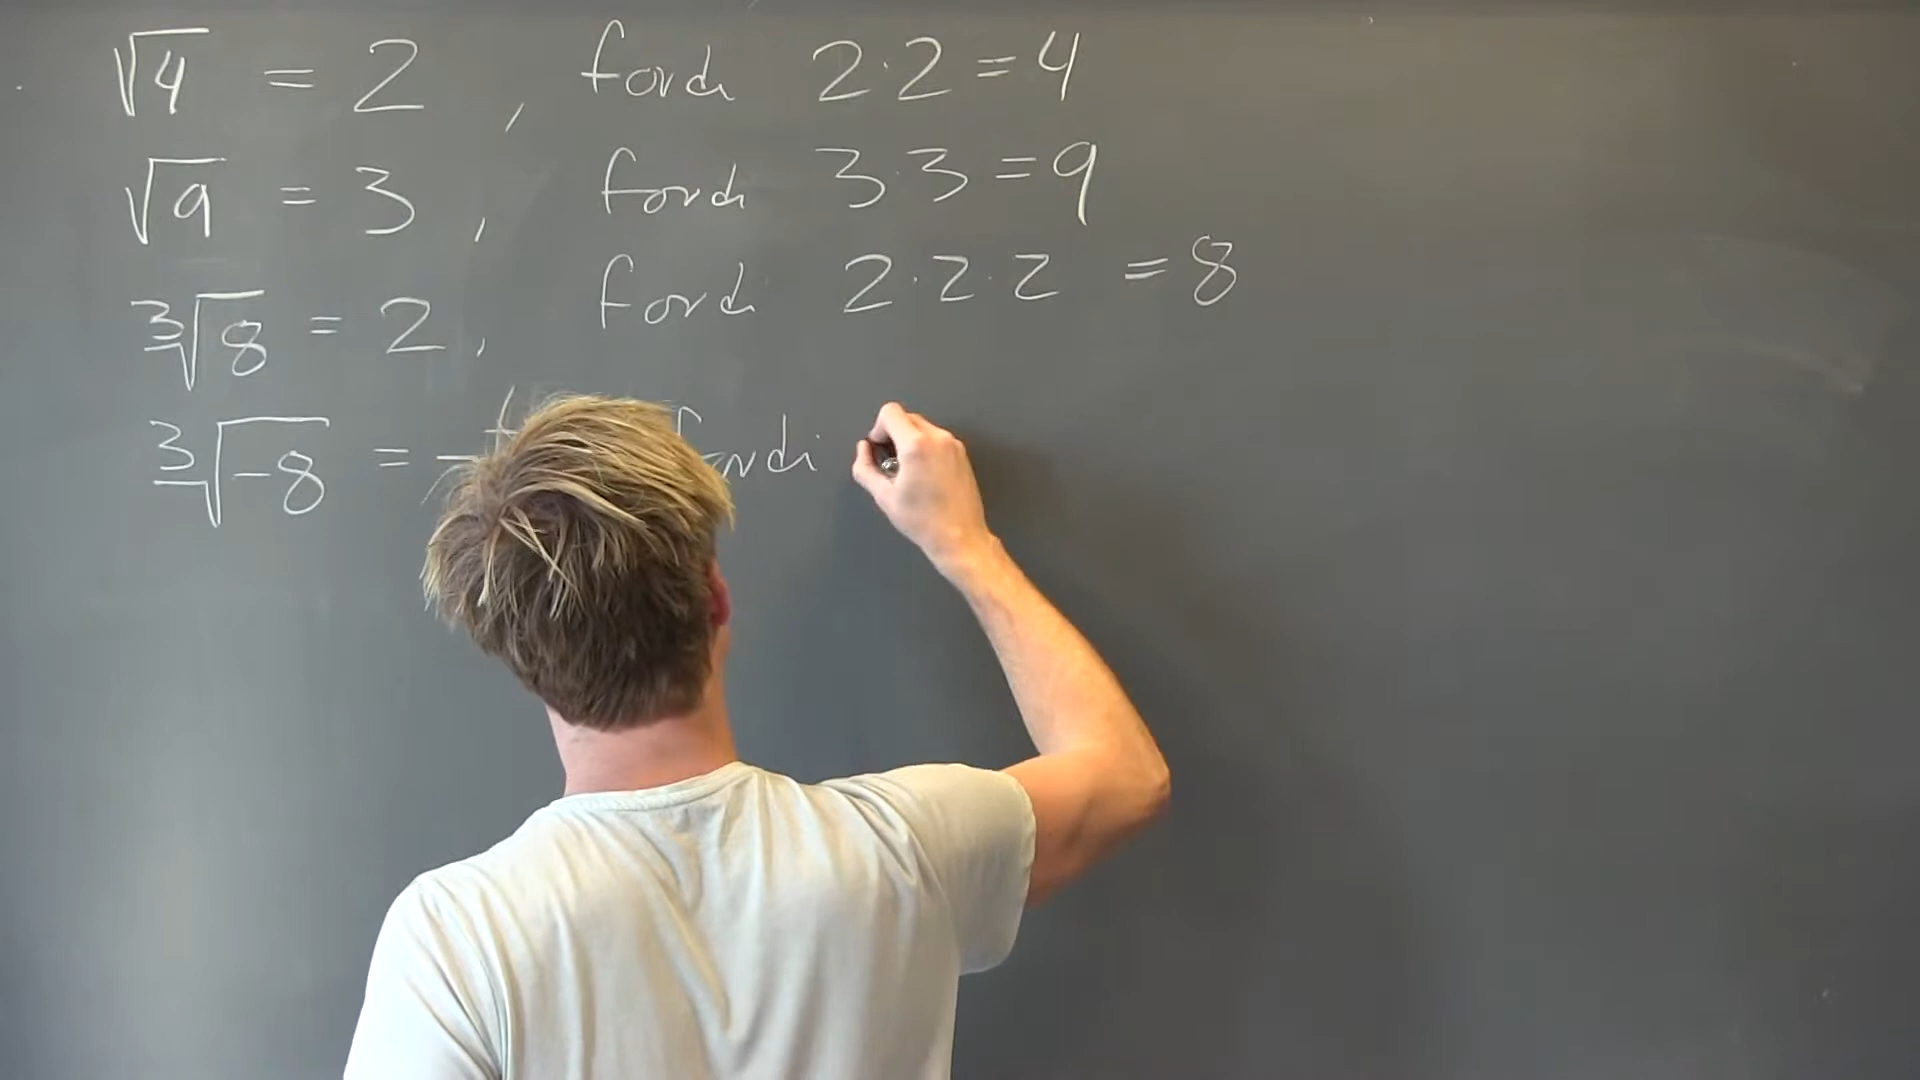 √4 = 2 , fordi 2·2 = 4
√9 = 3 , fordi 3·3 = 9
³√8 = 2, fordi 2·2·2 = 8
³√-8 = - fordi